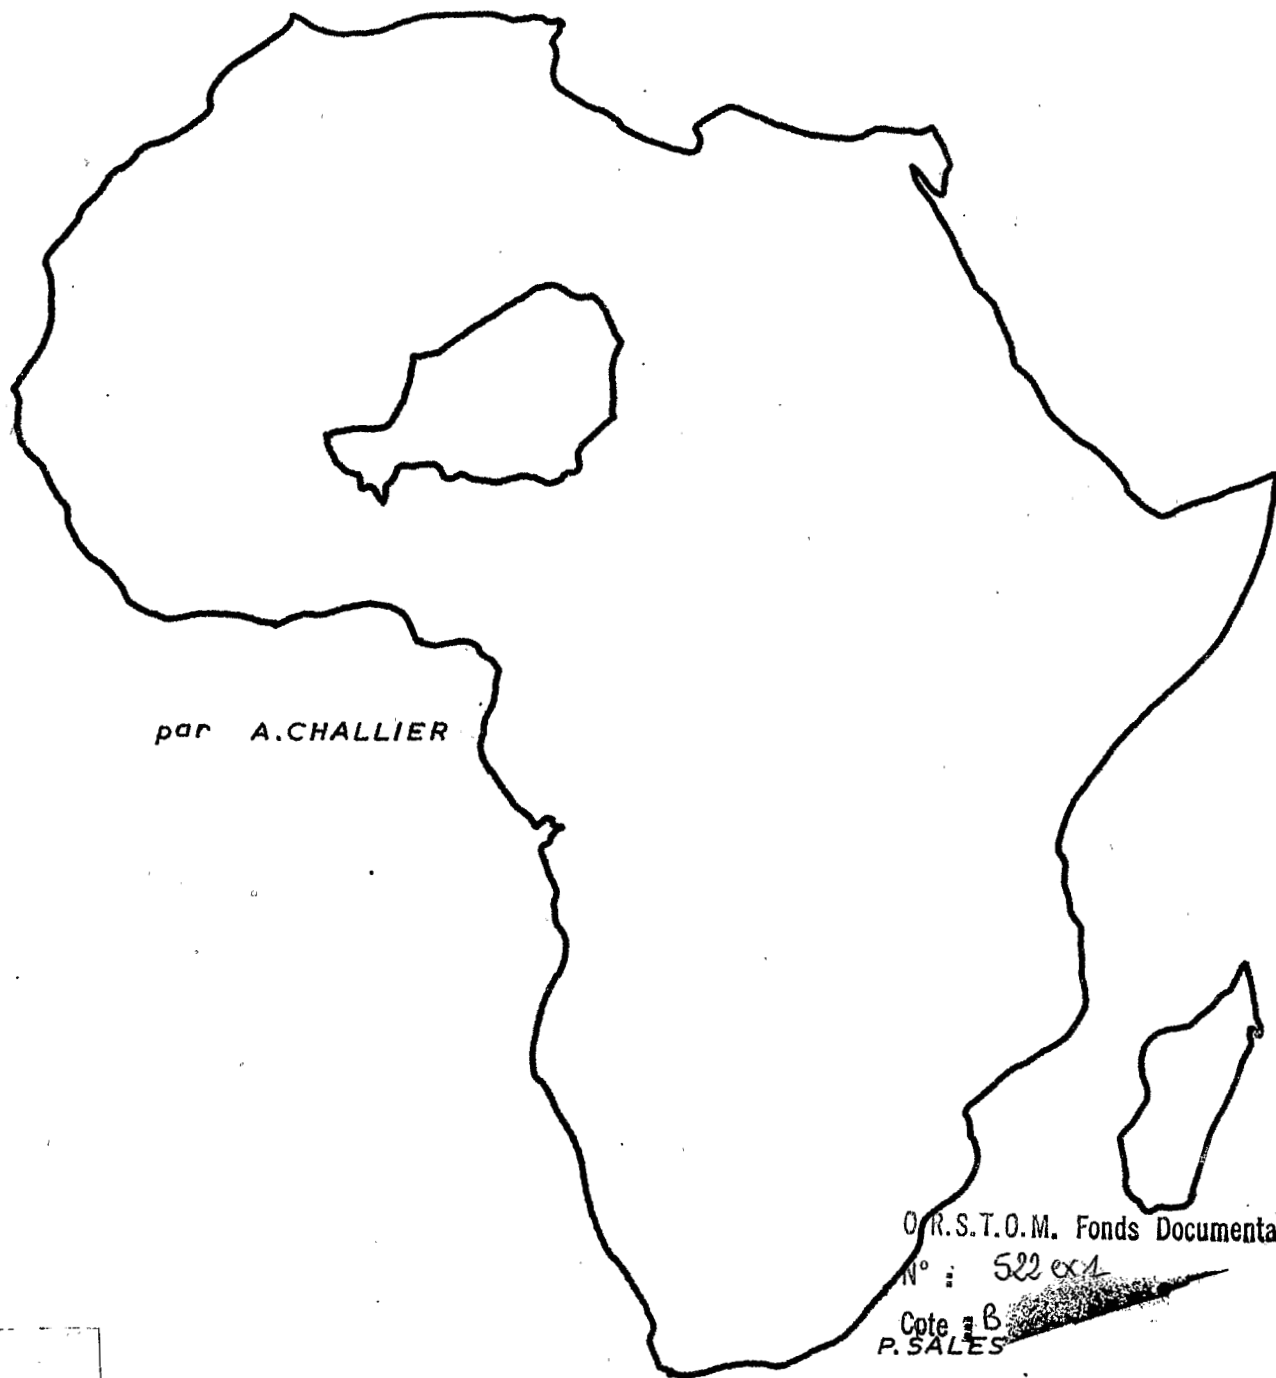 par A.CHALLIER
O.R.S.T.O.M. Fonds Documenta
N° : 522 ex1
Cote : B
P. SALES